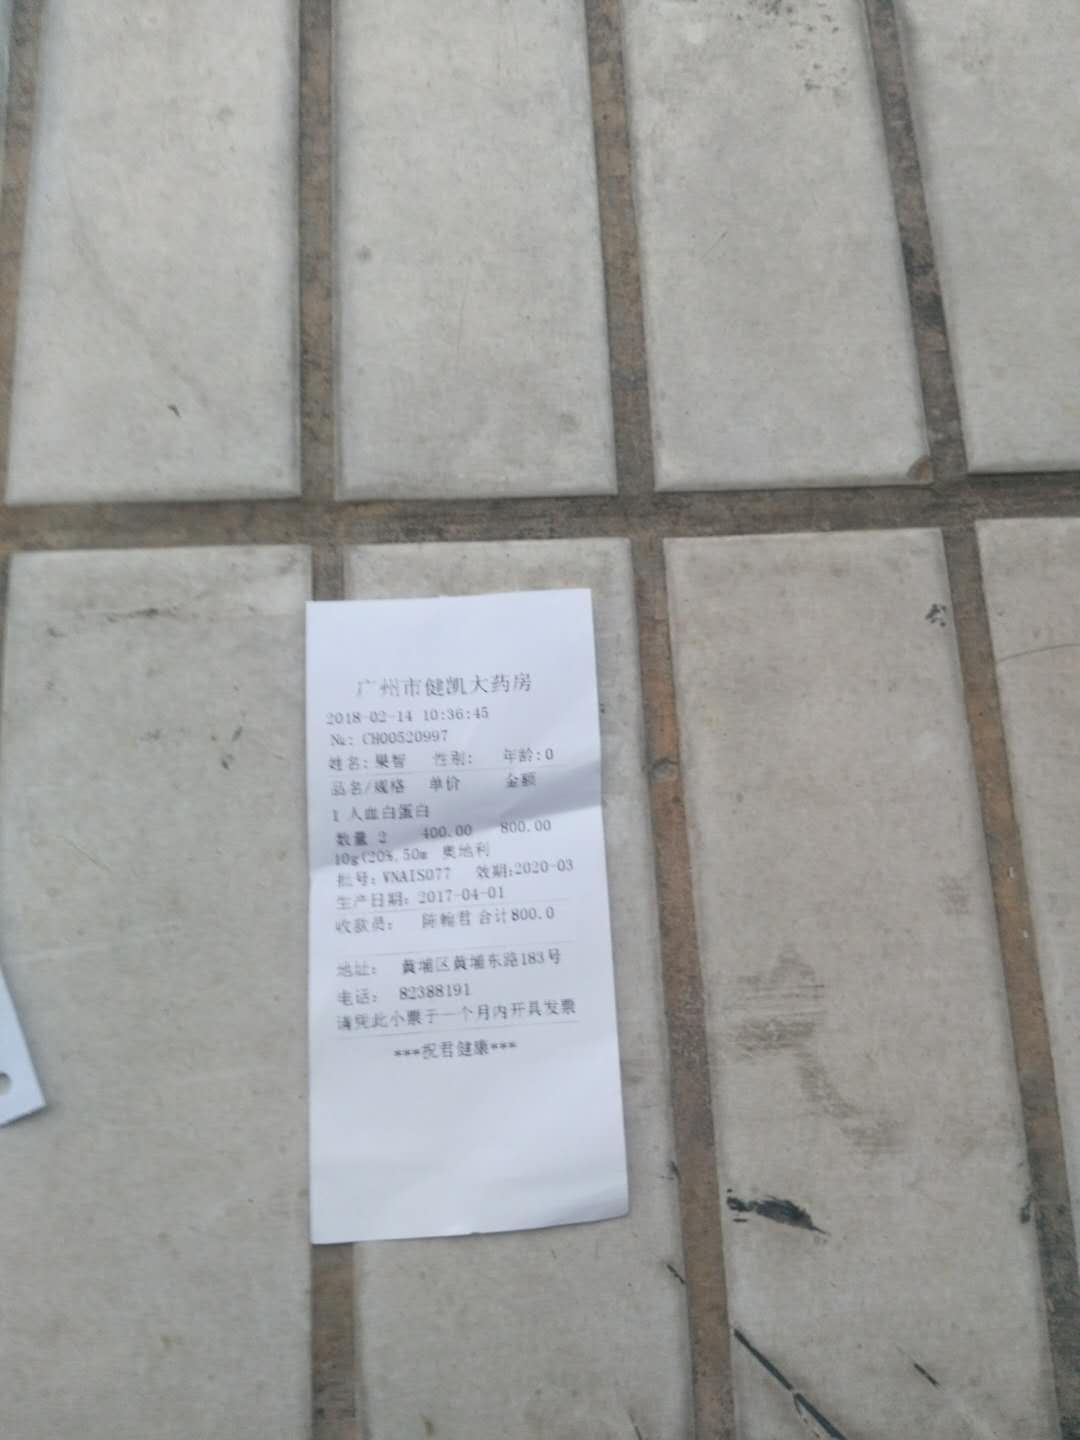 广州市健凯大药房
2018-02-14 10:36:45
No: CH00520997
姓名: 果智 性别: 年龄:0
品名/规格 单价 金额
1 人血白蛋白
数量 2 400.00 800.00
10g(20%,50m 奥地利
批号: VNAIS077 效期:2020-03
生产日期: 2017-04-01
收款员: 陈翰君 合计800.0
地址: 黄埔区黄埔东路183号
电话: 82388191
请凭此小票于一个月内开具发票
***祝君健康***